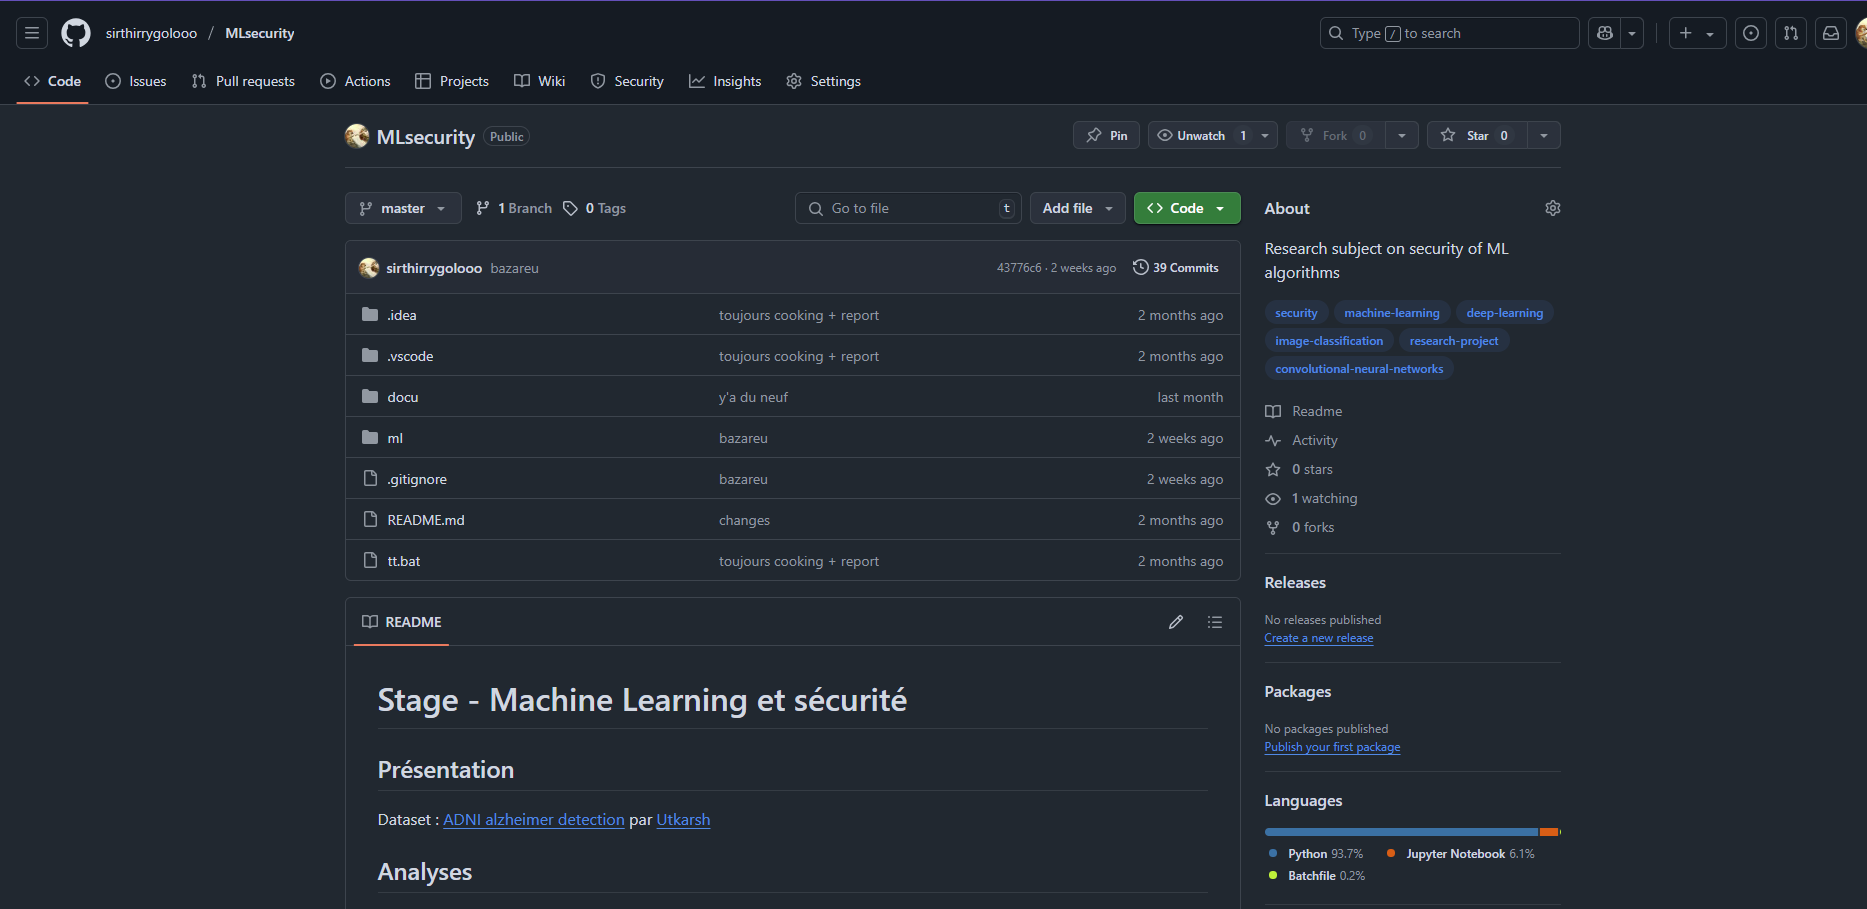 sirthirrygolooo / MLsecurity
Type / to search
Code Issues Pull requests Actions Projects Wiki Security Insights Settings
MLsecurity Public
Pin Unwatch 1 Fork 0 Star 0
master 1 Branch 0 Tags
Go to file t Add file Code
sirthirrygolooo bazareu 43776c6 · 2 weeks ago 39 Commits
.idea toujours cooking + report 2 months ago
.vscode toujours cooking + report 2 months ago
docu y'a du neuf last month
ml bazareu 2 weeks ago
.gitignore bazareu 2 weeks ago
README.md changes 2 months ago
tt.bat toujours cooking + report 2 months ago
README
Stage - Machine Learning et sécurité
Présentation
Dataset : ADNI alzheimer detection par Utkarsh
Analyses
About
Research subject on security of ML
algorithms
security machine-learning deep-learning
image-classification research-project
convolutional-neural-networks
Readme
Activity
0 stars
1 watching
0 forks
Releases
No releases published
Create a new release
Packages
No packages published
Publish your first package
Languages
Python 93.7% Jupyter Notebook 6.1%
Batchfile 0.2%